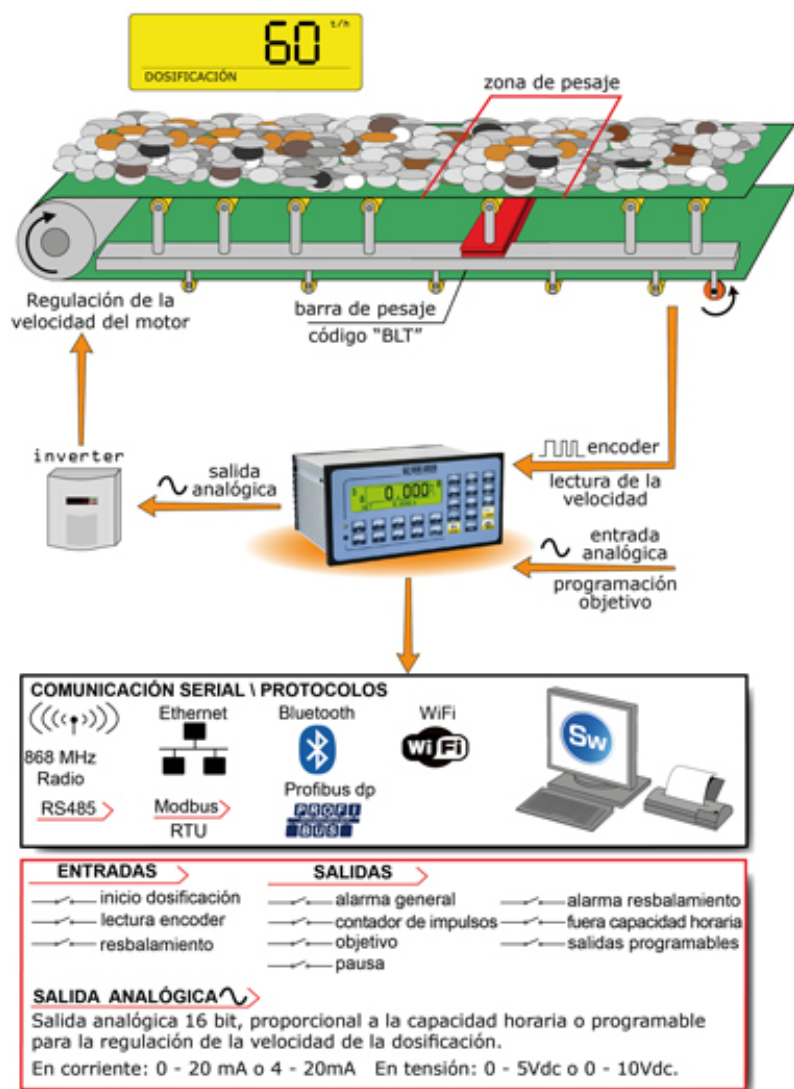 60 t/h
DOSIFICACIÓN
zona de pesaje
Regulación de la
velocidad del motor
barra de pesaje
código "BLT"
inverter
salida
analógica
0.000
encoder
lectura de la
velocidad
entrada
analógica
programación
objetivo
COMUNICACIÓN SERIAL \ PROTOCOLOS
868 MHz
Radio
Ethernet
Bluetooth
WiFi
Wi Fi
RS485
Modbus
RTU
Profibus dp
PROFI
BUS
SW
ENTRADAS
inicio dosificación
lectura encoder
resbalamiento
SALIDAS
alarma general
contador de impulsos
objetivo
pausa
alarma resbalamiento
fuera capacidad horaria
salidas programables
SALIDA ANALÓGICA
Salida analógica 16 bit, proporcional a la capacidad horaria o programable
para la regulación de la velocidad de la dosificación.
En corriente: 0 - 20 mA o 4 - 20mA En tensión: 0 - 5Vdc o 0 - 10Vdc.